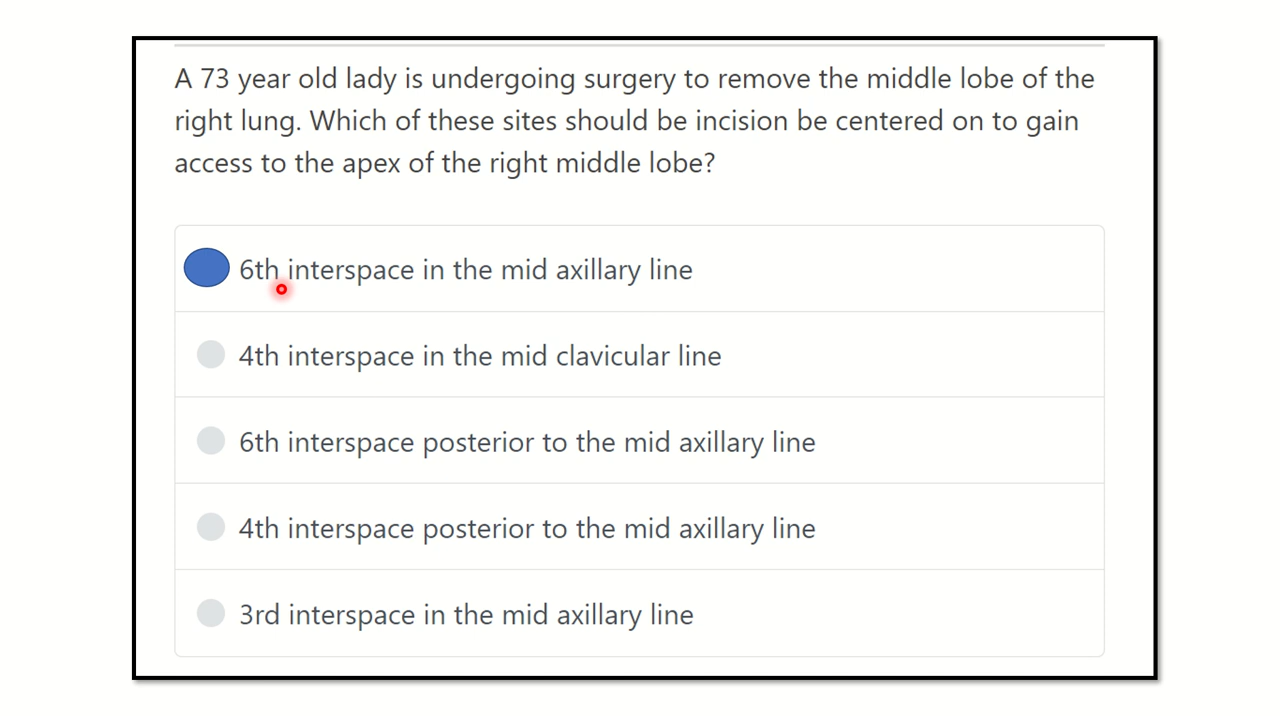 A 73 year old lady is undergoing surgery to remove the middle lobe of the
right lung. Which of these sites should be incision be centered on to gain
access to the apex of the right middle lobe?
6th interspace in the mid axillary line
4th interspace in the mid clavicular line
6th interspace posterior to the mid axillary line
4th interspace posterior to the mid axillary line
3rd interspace in the mid axillary line